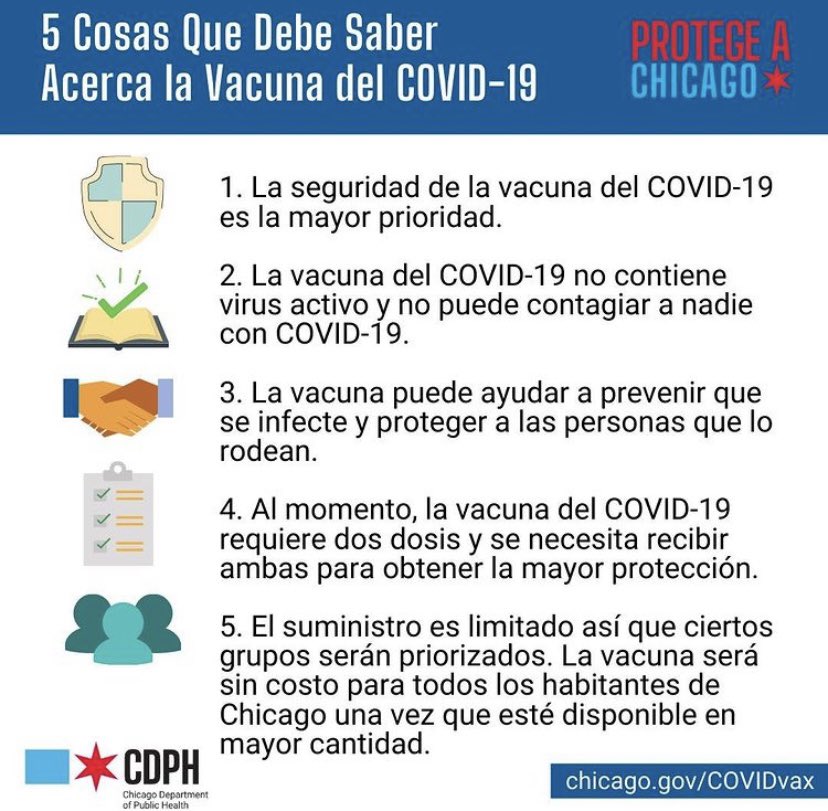 5 Cosas Que Debe Saber
Acerca la Vacuna del COVID-19
PROTEGE A
CHICAGO
1. La seguridad de la vacuna del COVID-19
es la mayor prioridad.
2. La vacuna del COVID-19 no contiene
virus activo y no puede contagiar a nadie
con COVID-19.
3. La vacuna puede ayudar a prevenir que
se infecte y proteger a las personas que lo
rodean.
4. Al momento, la vacuna del COVID-19
requiere dos dosis y se necesita recibir
ambas para obtener la mayor protección.
5. El suministro es limitado así que ciertos
grupos serán priorizados. La vacuna será
sin costo para todos los habitantes de
Chicago una vez que esté disponible en
mayor cantidad.
CDPH
Chicago Department
of Public Health
chicago.gov/COVIDvax